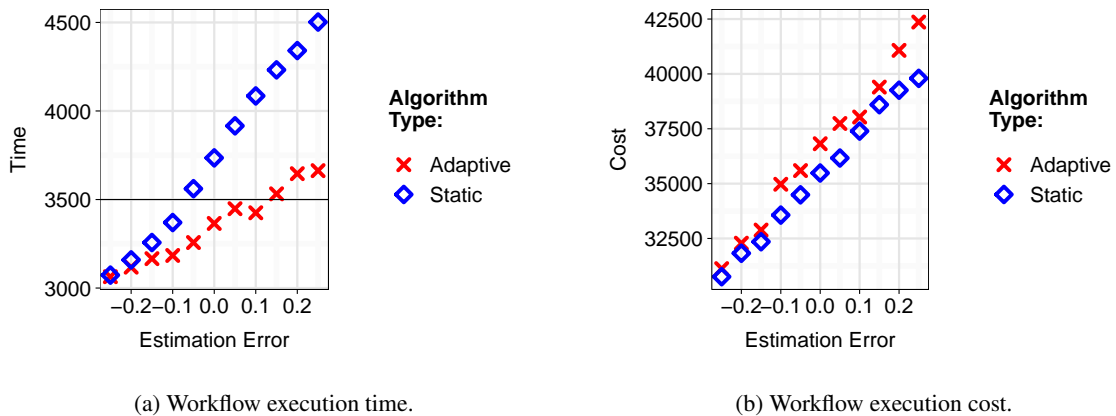 4500
4000
3500
3000
Time
−0.2
−0.1
0.0
0.1
0.2
Estimation Error
Algorithm
Type:
Adaptive
Static
(a) Workflow execution time.
42500
40000
37500
35000
32500
Cost
−0.2
−0.1
0.0
0.1
0.2
Estimation Error
Algorithm
Type:
Adaptive
Static
(b) Workflow execution cost.